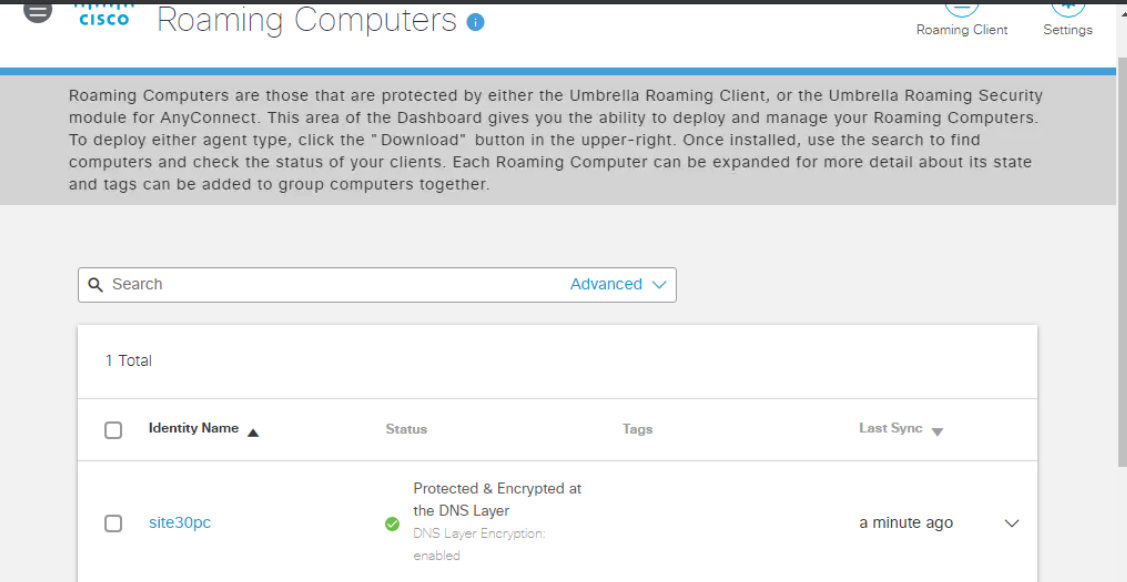 CISCO Roaming Computers i
Roaming Client Settings
Roaming Computers are those that are protected by either the Umbrella Roaming Client, or the Umbrella Roaming Security
module for AnyConnect. This area of the Dashboard gives you the ability to deploy and manage your Roaming Computers.
To deploy either agent type, click the "Download" button in the upper-right. Once installed, use the search to find
computers and check the status of your clients. Each Roaming Computer can be expanded for more detail about its state
and tags can be added to group computers together.
Search Advanced
1 Total
Identity Name Status Tags Last Sync
Protected & Encrypted at
the DNS Layer
site30pc a minute ago
DNS Layer Encryption:
enabled